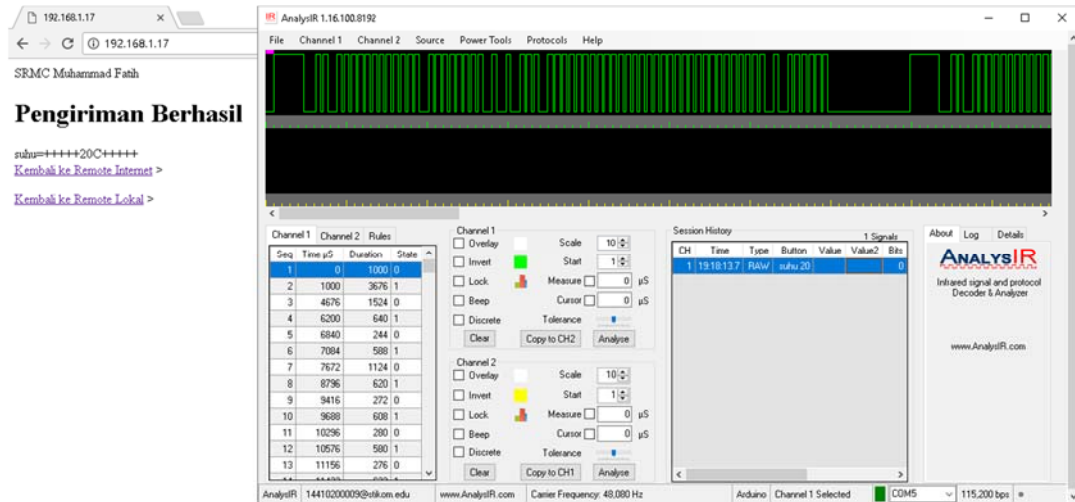 192.168.1.17
192.168.1.17
SRMC Muhammad Fatih
Pengiriman Berhasil
suhu=+++++20C+++++
Kembali ke Remote Internet >
Kembali ke Remote Lokal >
IR AnalysIR 1.16.100.8192
File Channel 1 Channel 2 Source Power Tools Protocols Help
Channel 1 Channel 2 Rules
Seq Time µS Duration State
1 0 1000 0
2 1000 3676 1
3 4676 1524 0
4 6200 640 1
5 6840 244 0
6 7084 588 1
7 7672 1124 0
8 8796 620 1
9 9416 272 0
10 9688 608 1
11 10296 280 0
12 10576 580 1
13 11156 276 0
Channel 1
Overlay Scale 10
Invert Start 1
Lock Measure 0 µS
Beep Cursor 0 µS
Discrete Tolerance
Clear Copy to CH2 Analyse
Channel 2
Overlay Scale 10
Invert Start 1
Lock Measure 0 µS
Beep Cursor 0 µS
Discrete Tolerance
Clear Copy to CH1 Analyse
Session History 1 Signals
CH Time Type Button Value Value2 Bits
1 19:18:13.7 RAW suhu 20 0
About Log Details
ANALYSIR
Infrared signal and protocol
Decoder & Analyzer
www.AnalysIR.com
AnalysIR 14410200009@stikom.edu www.AnalysIR.com Carrier Frequency: 48,080 Hz Arduino Channel 1 Selected COM5 115,200 bps